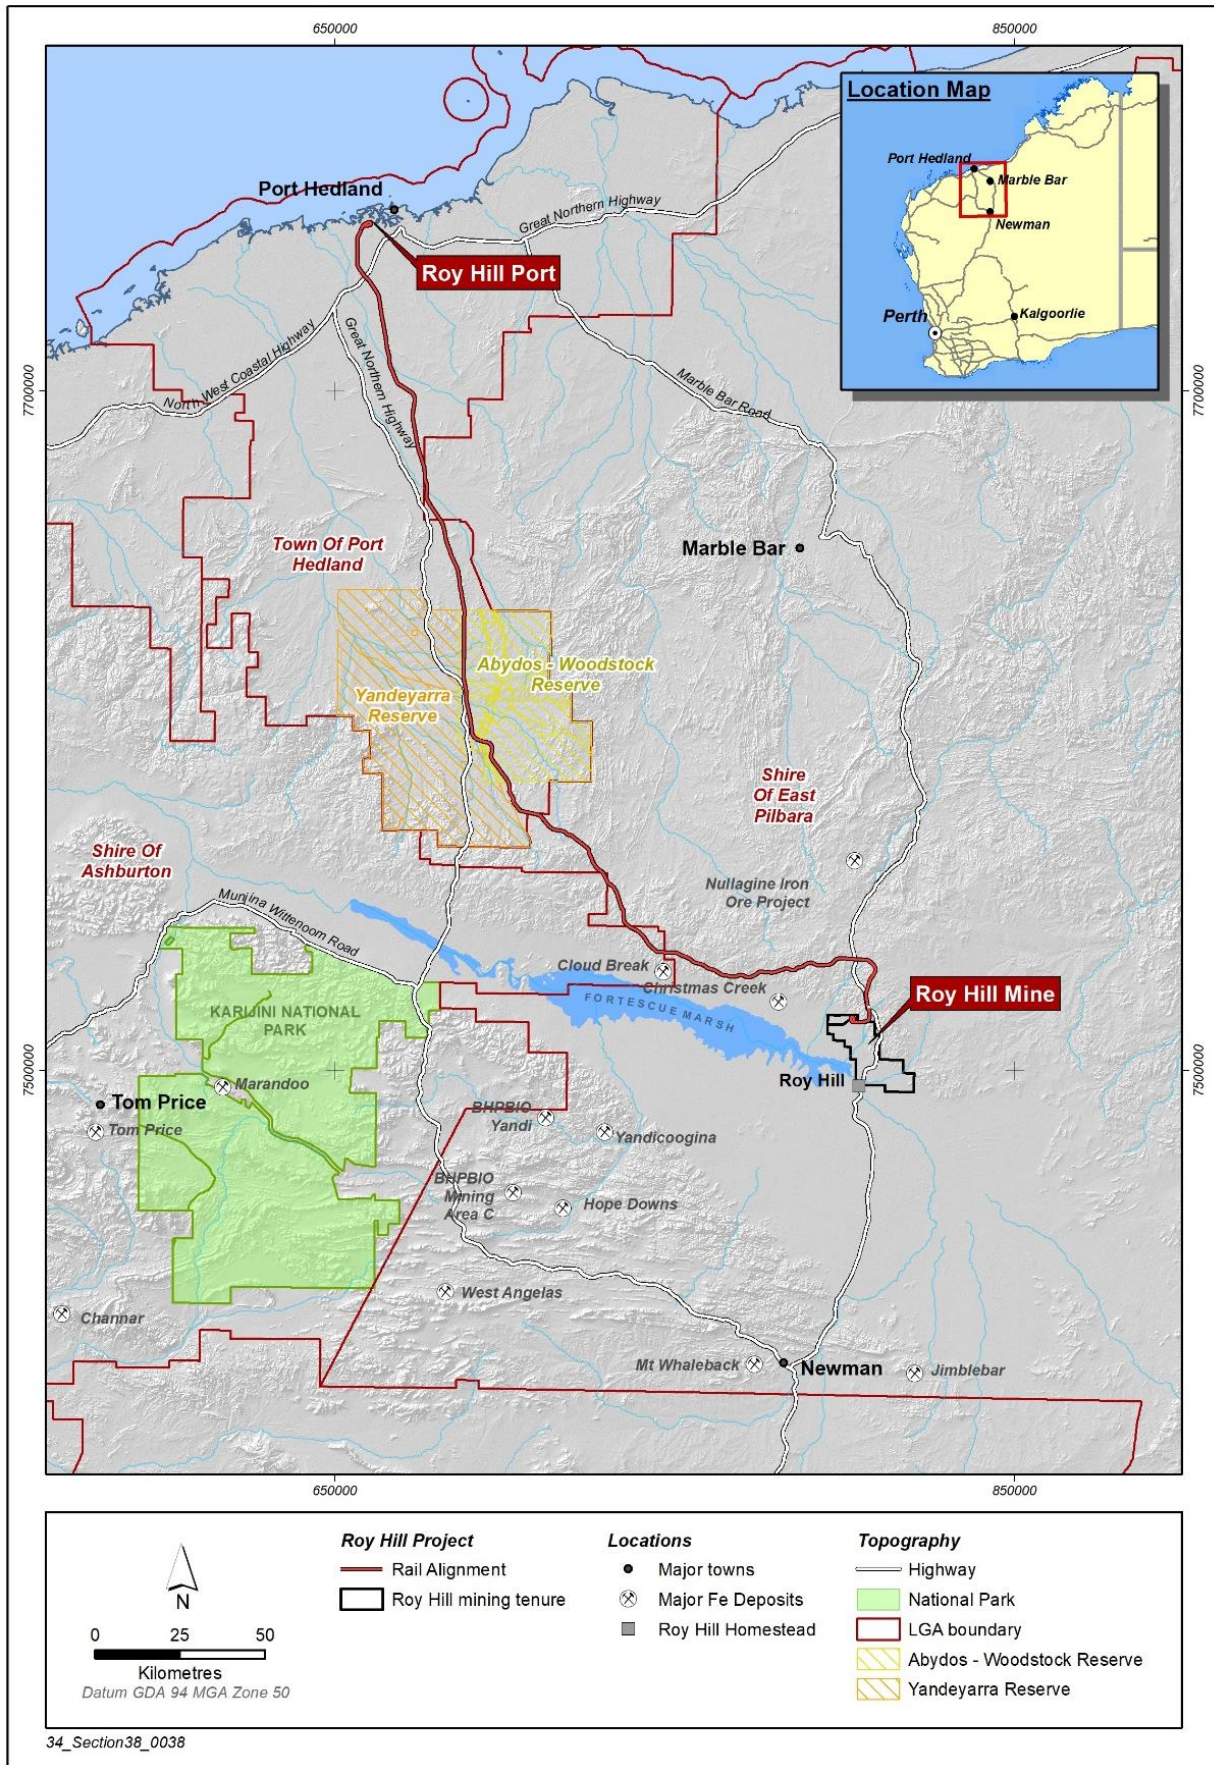 650000
850000
Location Map
Port Hedland
Marble Bar
Newman
Perth
Kalgoorlie
Port Hedland
Great Northern Highway
Roy Hill Port
North West Coastal Highway
Great Northern Highway
Marble Bar Road
7700000
7700000
Town Of Port
Hedland
Marble Bar
Abydos - Woodstock
Reserve
Yandeyarra
Reserve
Shire
Of East
Pilbara
Shire Of
Ashburton
Nullagine Iron
Ore Project
Munjina Wittenoom Road
Cloud Break
Christmas Creek
FORTESCUE MARSH
Roy Hill Mine
KARIJINI NATIONAL
PARK
7500000
7500000
Roy Hill
Marandoo
Tom Price
Tom Price
BHPBIO
Yandi
Yandicoogina
BHPBIO
Mining
Area C
Hope Downs
West Angelas
Channar
Mt Whaleback
Newman
Jimblebar
650000
850000
N
0 25 50
Kilometres
Datum GDA 94 MGA Zone 50
Roy Hill Project
Rail Alignment
Roy Hill mining tenure
Locations
Major towns
Major Fe Deposits
Roy Hill Homestead
Topography
Highway
National Park
LGA boundary
Abydos - Woodstock Reserve
Yandeyarra Reserve
34_Section38_0038